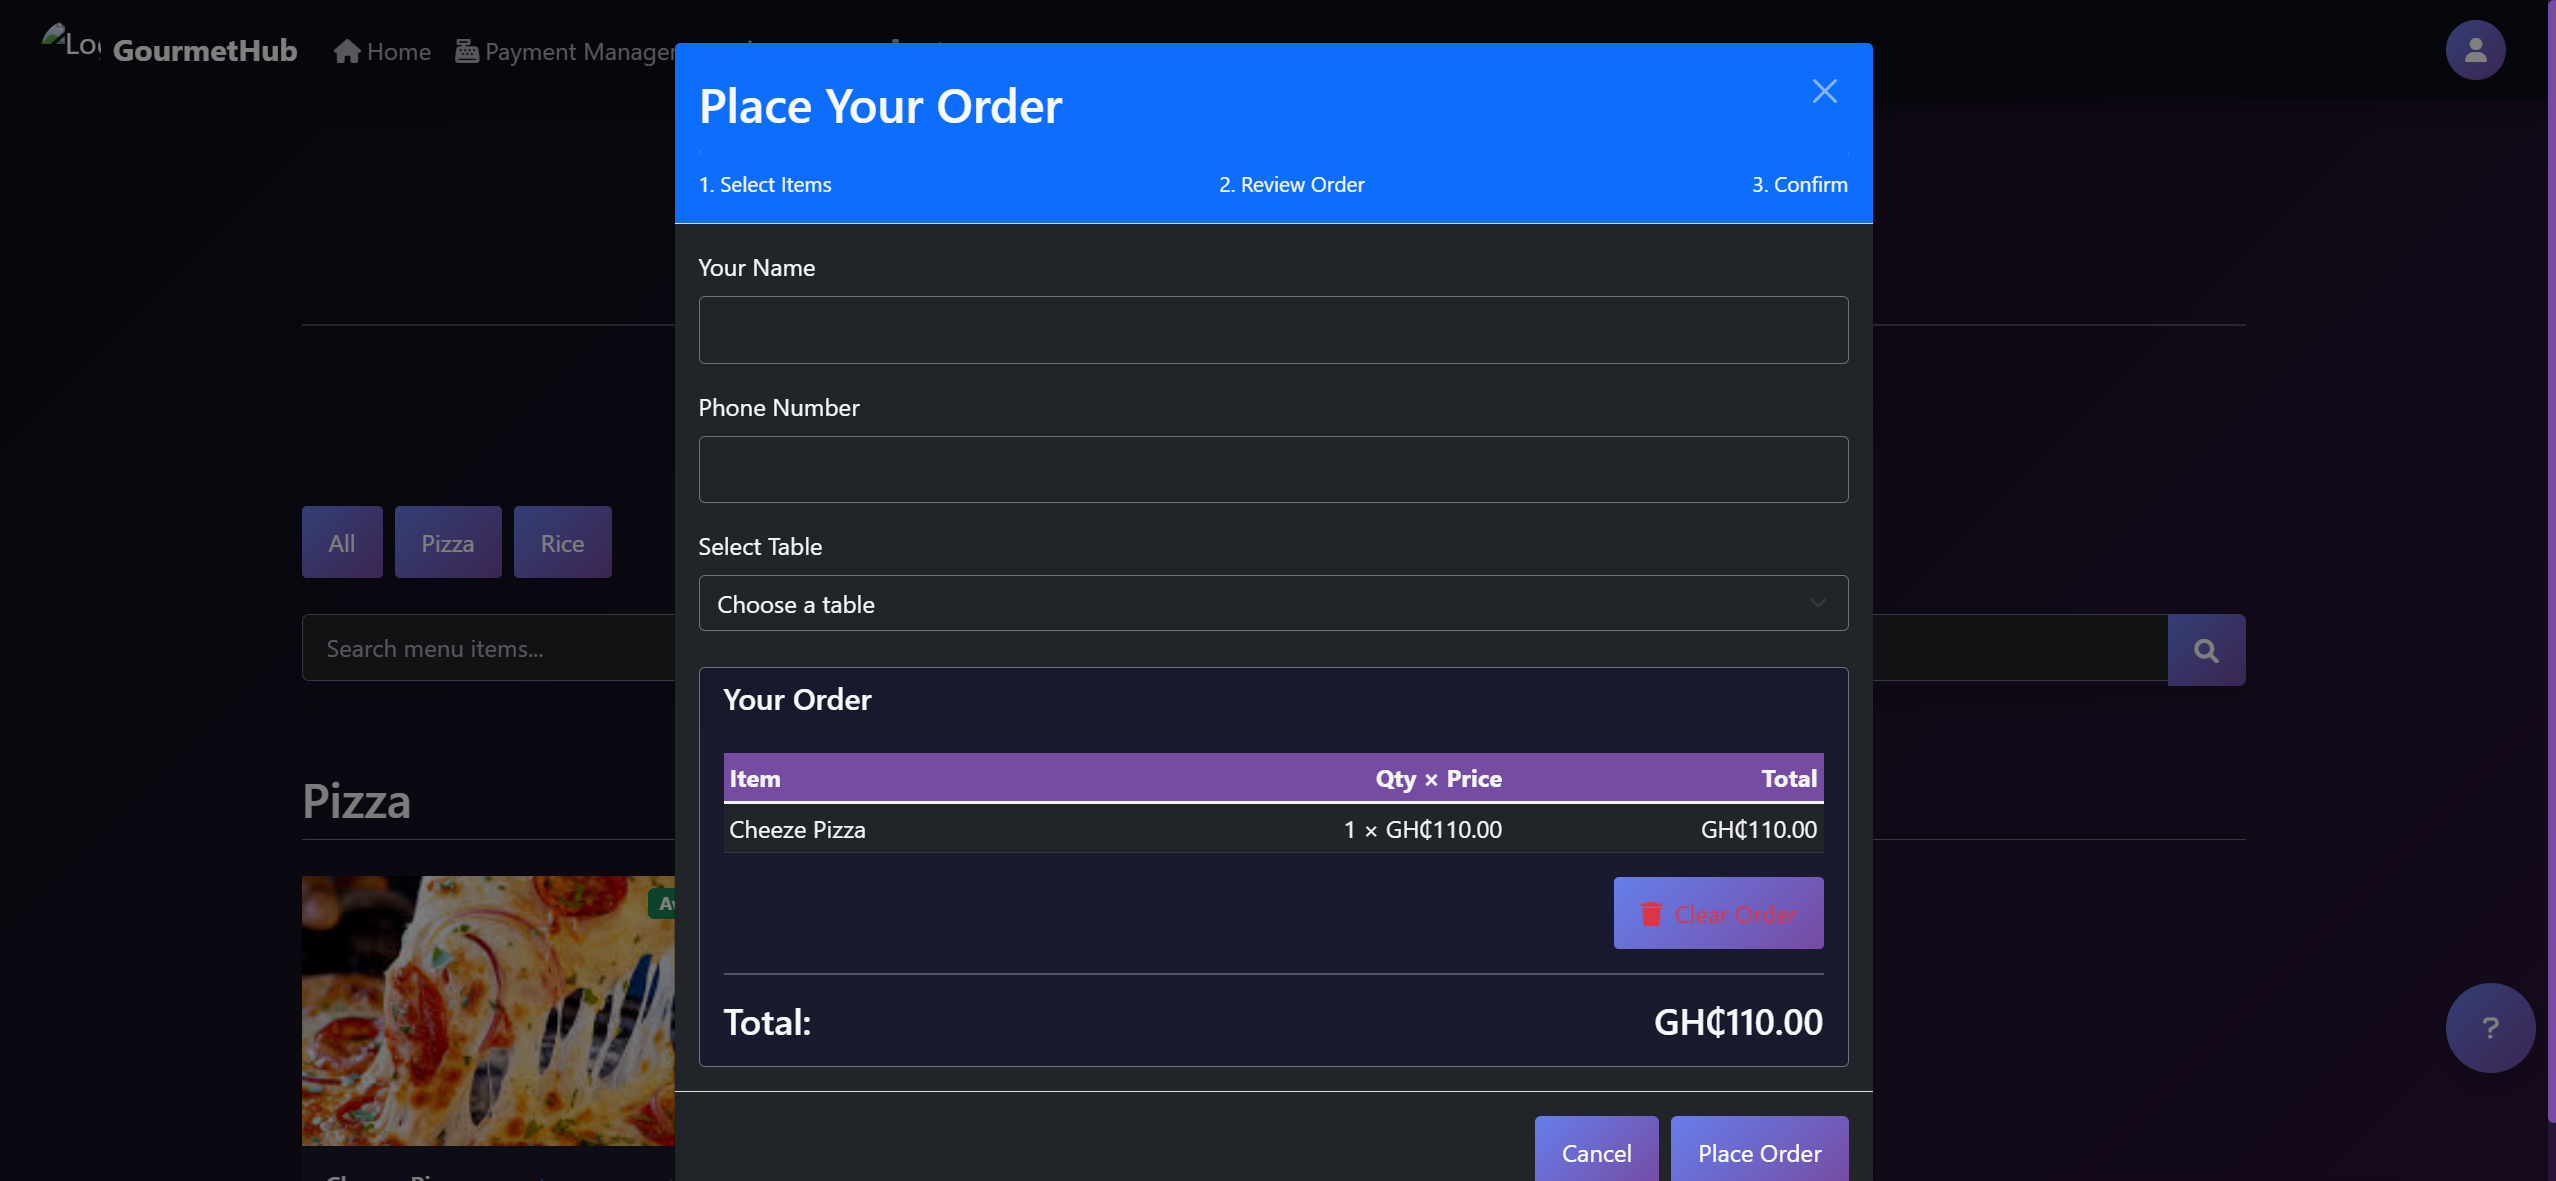 GourmetHub
Home
Payment Manager
Place Your Order
1. Select Items
2. Review Order
3. Confirm
Your Name
Phone Number
Select Table
Choose a table
All
Pizza
Rice
Search menu items...
Your Order
Item
Qty × Price
Total
Cheeze Pizza
1 × GH₵110.00
GH₵110.00
Clear Order
Total:
GH₵110.00
Cancel
Place Order
Pizza
?